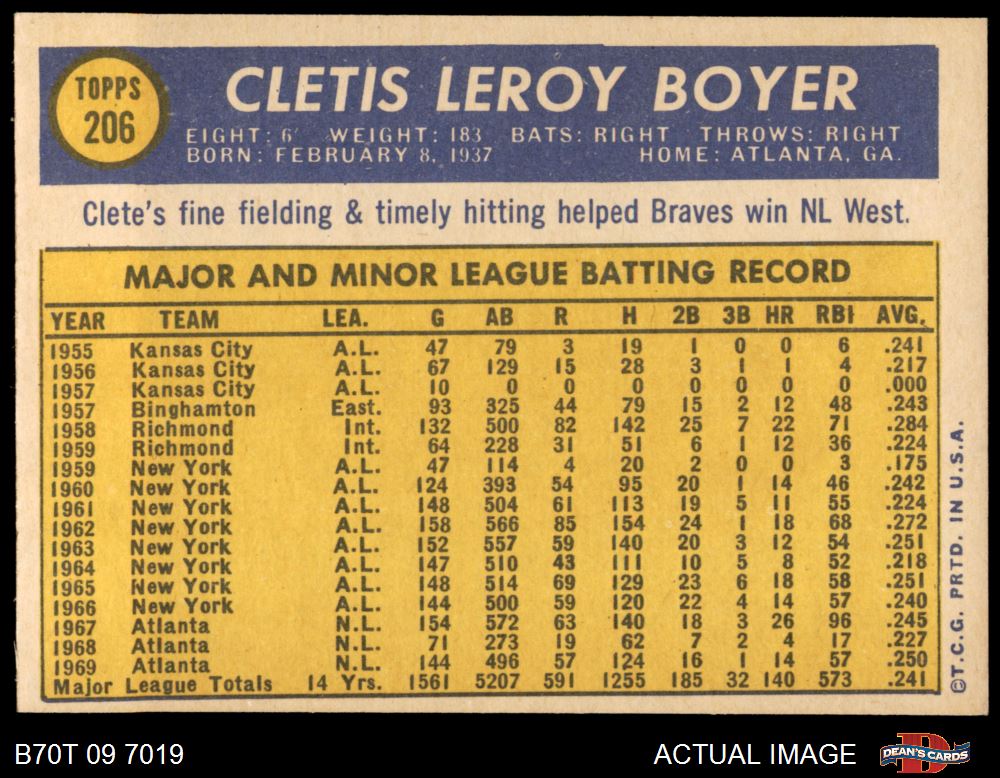 TOPPS
206
CLETIS LEROY BOYER
EIGHT: 6' WEIGHT: 183 BATS: RIGHT THROWS: RIGHT
BORN: FEBRUARY 8, 1937 HOME: ATLANTA, GA.
Clete's fine fielding & timely hitting helped Braves win NL West.
MAJOR AND MINOR LEAGUE BATTING RECORD
YEAR TEAM LEA. G AB R H 2B 3B HR RBI AVG.
1955 Kansas City A.L. 47 79 3 19 1 0 0 6 .241
1956 Kansas City A.L. 67 129 15 28 3 1 1 4 .217
1957 Kansas City A.L. 10 0 0 0 0 0 0 0 .000
1957 Binghamton East. 93 325 44 79 15 2 12 48 .243
1958 Richmond Int. 132 500 82 142 25 7 22 71 .284
1959 Richmond Int. 64 228 31 51 6 1 12 36 .224
1959 New York A.L. 47 114 4 20 2 0 0 3 .175
1960 New York A.L. 124 393 54 95 20 1 14 46 .242
1961 New York A.L. 148 504 61 113 19 5 11 55 .224
1962 New York A.L. 158 566 85 154 24 1 18 68 .272
1963 New York A.L. 152 557 59 140 20 3 12 54 .251
1964 New York A.L. 147 510 43 111 10 5 8 52 .218
1965 New York A.L. 148 514 69 129 23 6 18 58 .251
1966 New York A.L. 144 500 59 120 22 4 14 57 .240
1967 Atlanta N.L. 154 572 63 140 18 3 26 96 .245
1968 Atlanta N.L. 71 273 19 62 7 2 4 17 .227
1969 Atlanta N.L. 144 496 57 124 16 1 14 57 .250
Major League Totals 14 Yrs. 1561 5207 591 1255 185 32 140 573 .241
©T.C.G. PRTD. IN U.S.A.
B70T 09 7019 ACTUAL IMAGE DEAN'S CARDS